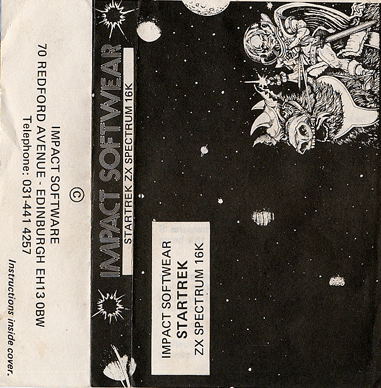 ©
IMPACT SOFTWARE
70 REDFORD AVENUE - EDINBURGH EH13 0BW
Telephone: 031-441 4257
Instructions inside cover.
IMPACT SOFTWEAR
STARTREK ZX SPECTRUM 16K
IMPACT SOFTWEAR
STARTREK
ZX SPECTRUM 16K